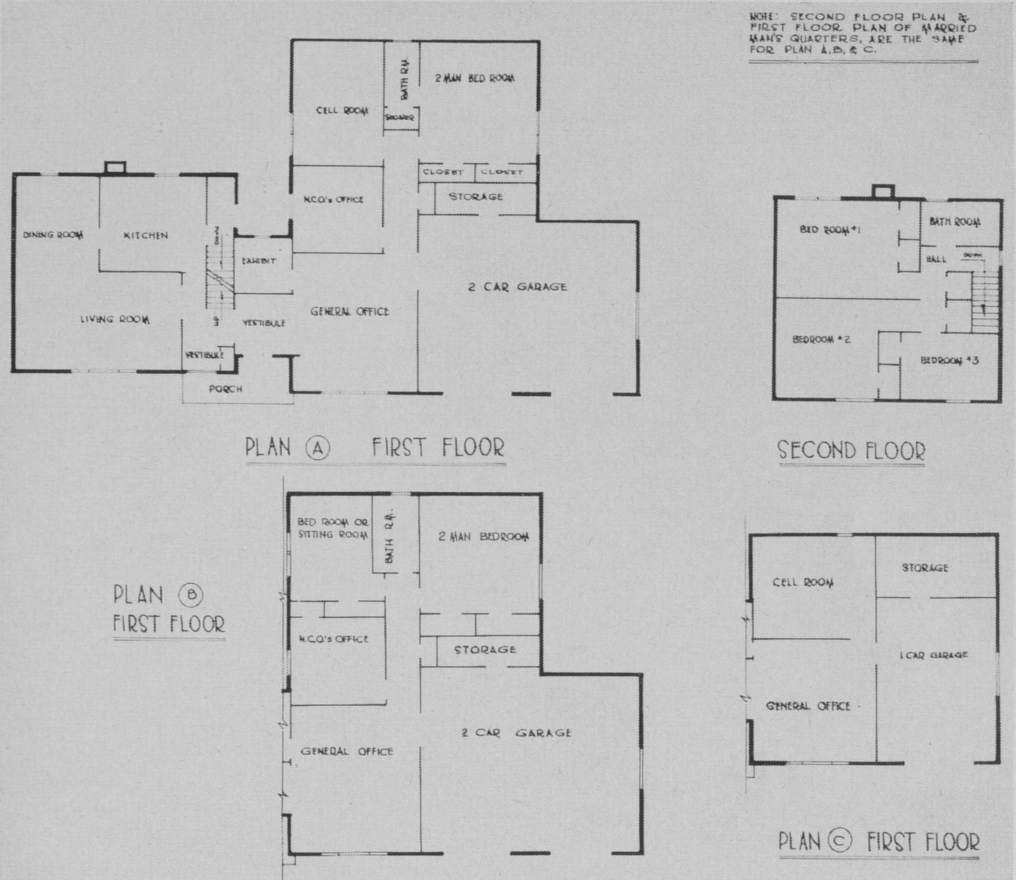 NOTE: SECOND FLOOR PLAN &
FIRST FLOOR PLAN OF MARRIED
MAN'S QUARTERS, ARE THE SAME
FOR PLAN A, B, & C.
CELL ROOM
BATH RM.
SHOWER
2 MAN BED ROOM
CLOSET
CLOSET
STORAGE
N.C.O'S OFFICE
DINING ROOM
KITCHEN
EXHIBIT
2 CAR GARAGE
GENERAL OFFICE
LIVING ROOM
VESTIBULE
VESTIBULE
PORCH
PLAN A FIRST FLOOR
BED ROOM #1
BATH ROOM
HALL
DOWN
BEDROOM #2
BEDROOM #3
SECOND FLOOR
BED ROOM OR
SITTING ROOM
BATH RM.
2 MAN BEDROOM
N.C.O'S OFFICE
STORAGE
GENERAL OFFICE
2 CAR GARAGE
PLAN B
FIRST FLOOR
CELL ROOM
STORAGE
1 CAR GARAGE
GENERAL OFFICE
PLAN C FIRST FLOOR